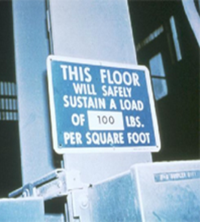 THIS FLOOR
WILL SAFELY
SUSTAIN A LOAD
OF 100 LBS.
PER SQUARE FOOT